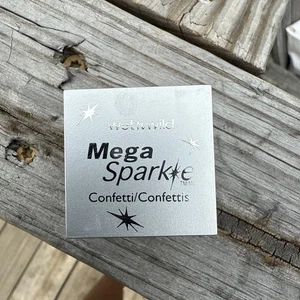 wet n wild
Mega
Sparkle
Confetti/Confettis